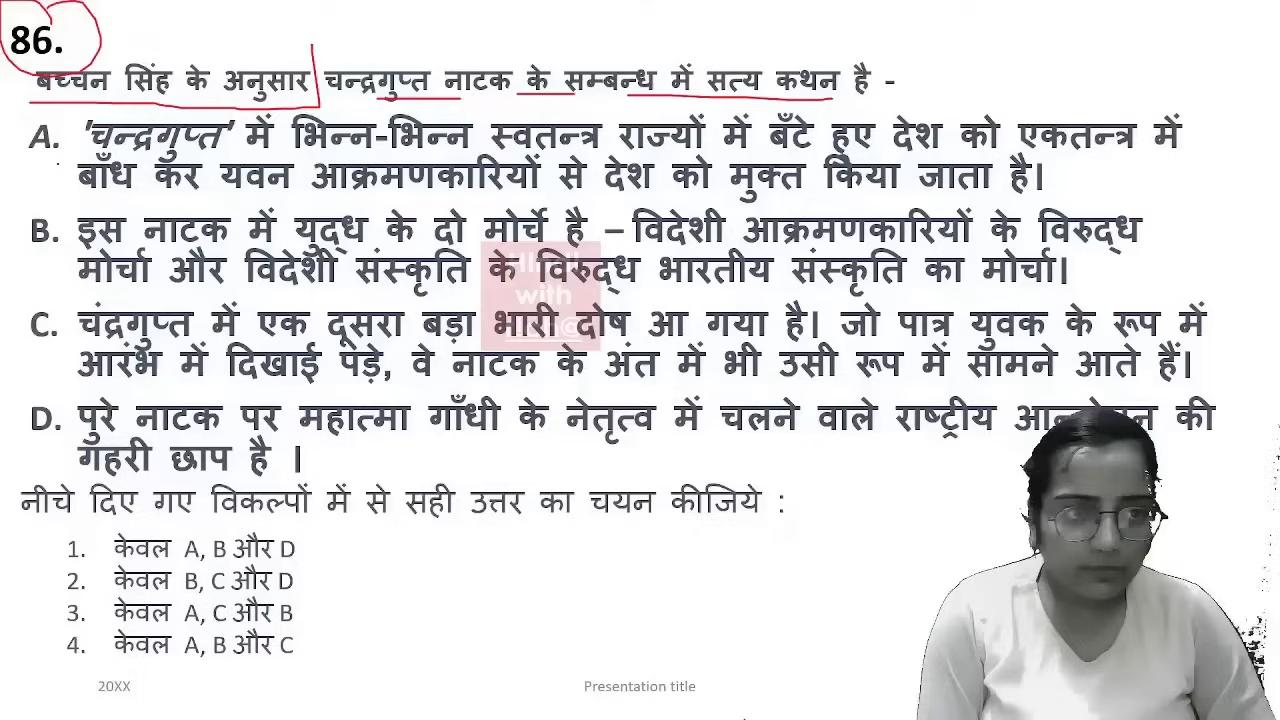 86.
बच्चन सिंह के अनुसार चन्द्रगुप्त नाटक के सम्बन्ध में सत्य कथन है -
A. 'चन्द्रगुप्त' में भिन्न-भिन्न स्वतन्त्र राज्यों में बँटे हुए देश को एकतन्त्र में
बाँध कर यवन आक्रमणकारियों से देश को मुक्त किया जाता है।
B. इस नाटक में युद्ध के दो मोर्चे है – विदेशी आक्रमणकारियों के विरुद्ध
मोर्चा और विदेशी संस्कृति के विरुद्ध भारतीय संस्कृति का मोर्चा।
with
C. चंद्रगुप्त में एक दूसरा बड़ा भारी दोष आ गया है। जो पात्र युवक के रूप में
आरंभ में दिखाई पड़े, वे नाटक के अंत में भी उसी रूप में सामने आते हैं।
D. पुरे नाटक पर महात्मा गाँधी के नेतृत्व में चलने वाले राष्ट्रीय की
गहरी छाप है ।
नीचे दिए गए विकल्पों में से सही उत्तर का चयन कीजिये :
1. केवल A, B और D
2. केवल B, C और D
3. केवल A, C और B
4. केवल A, B और C
20XX
Presentation title